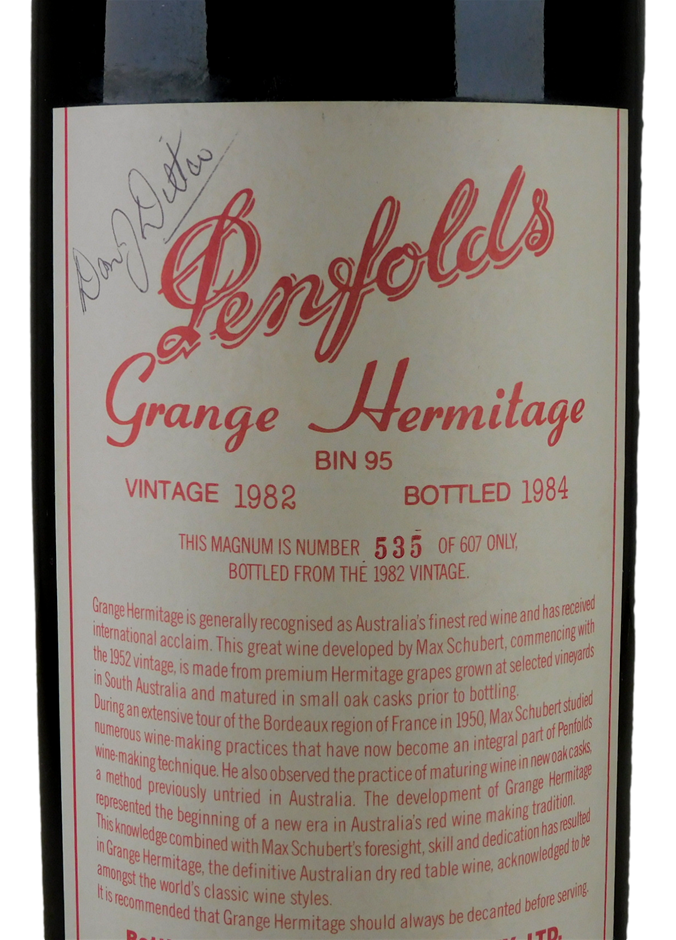 Don J Ditter
Penfolds
Grange Hermitage
BIN 95
VINTAGE 1982 BOTTLED 1984
THIS MAGNUM IS NUMBER 535 OF 607 ONLY,
BOTTLED FROM THE 1982 VINTAGE.
Grange Hermitage is generally recognised as Australia's finest red wine and has received
international acclaim. This great wine developed by Max Schubert, commencing with
the 1952 vintage, is made from premium Hermitage grapes grown at selected vineyards
in South Australia and matured in small oak casks prior to bottling.
During an extensive tour of the Bordeaux region of France in 1950, Max Schubert studied
numerous wine-making practices that have now become an integral part of Penfolds
wine-making technique. He also observed the practice of maturing wine in new oak casks,
a method previously untried in Australia. The development of Grange Hermitage
represented the beginning of a new era in Australia's red wine making tradition.
This knowledge combined with Max Schubert's foresight, skill and dedication has resulted
in Grange Hermitage, the definitive Australian dry red table wine, acknowledged to be
amongst the world's classic wine styles.
It is recommended that Grange Hermitage should always be decanted before serving.
LTD.